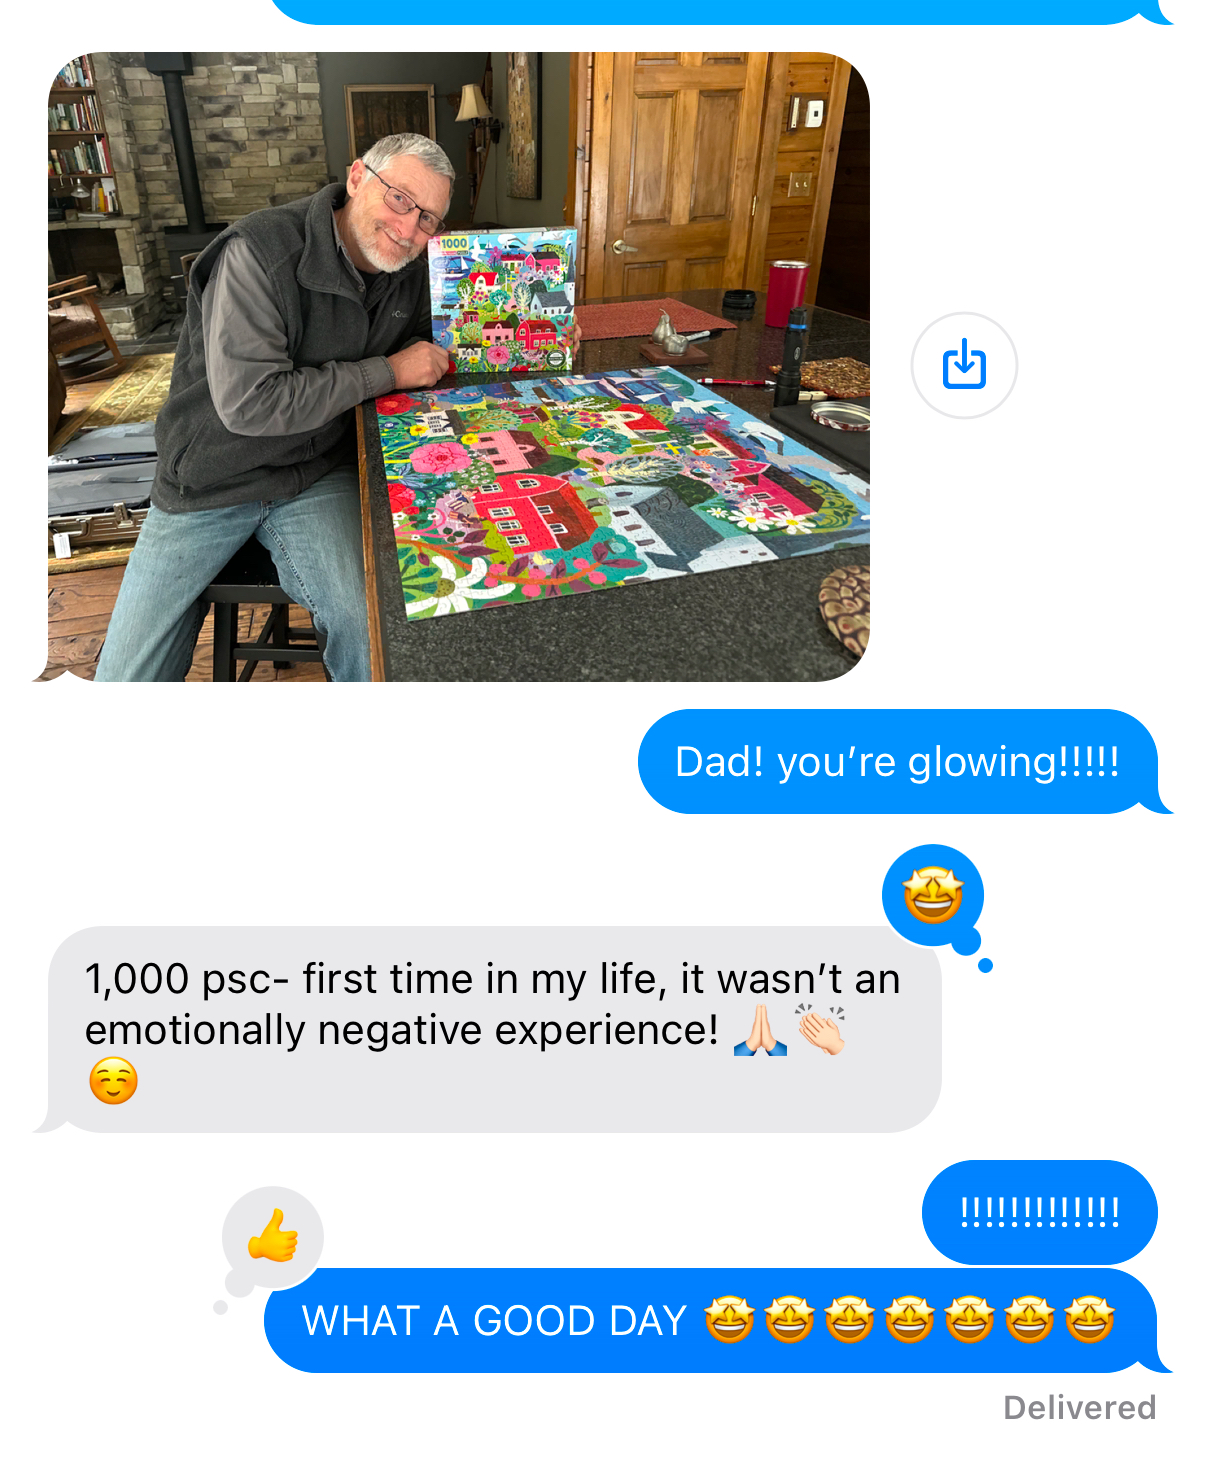 1000
Dad! you’re glowing!!!!!
🤩
1,000 psc- first time in my life, it wasn’t an
emotionally negative experience! 🙏🏻👏🏻
☺️
!!!!!!!!!!!!!
👍
WHAT A GOOD DAY 🤩🤩🤩🤩🤩🤩🤩
Delivered